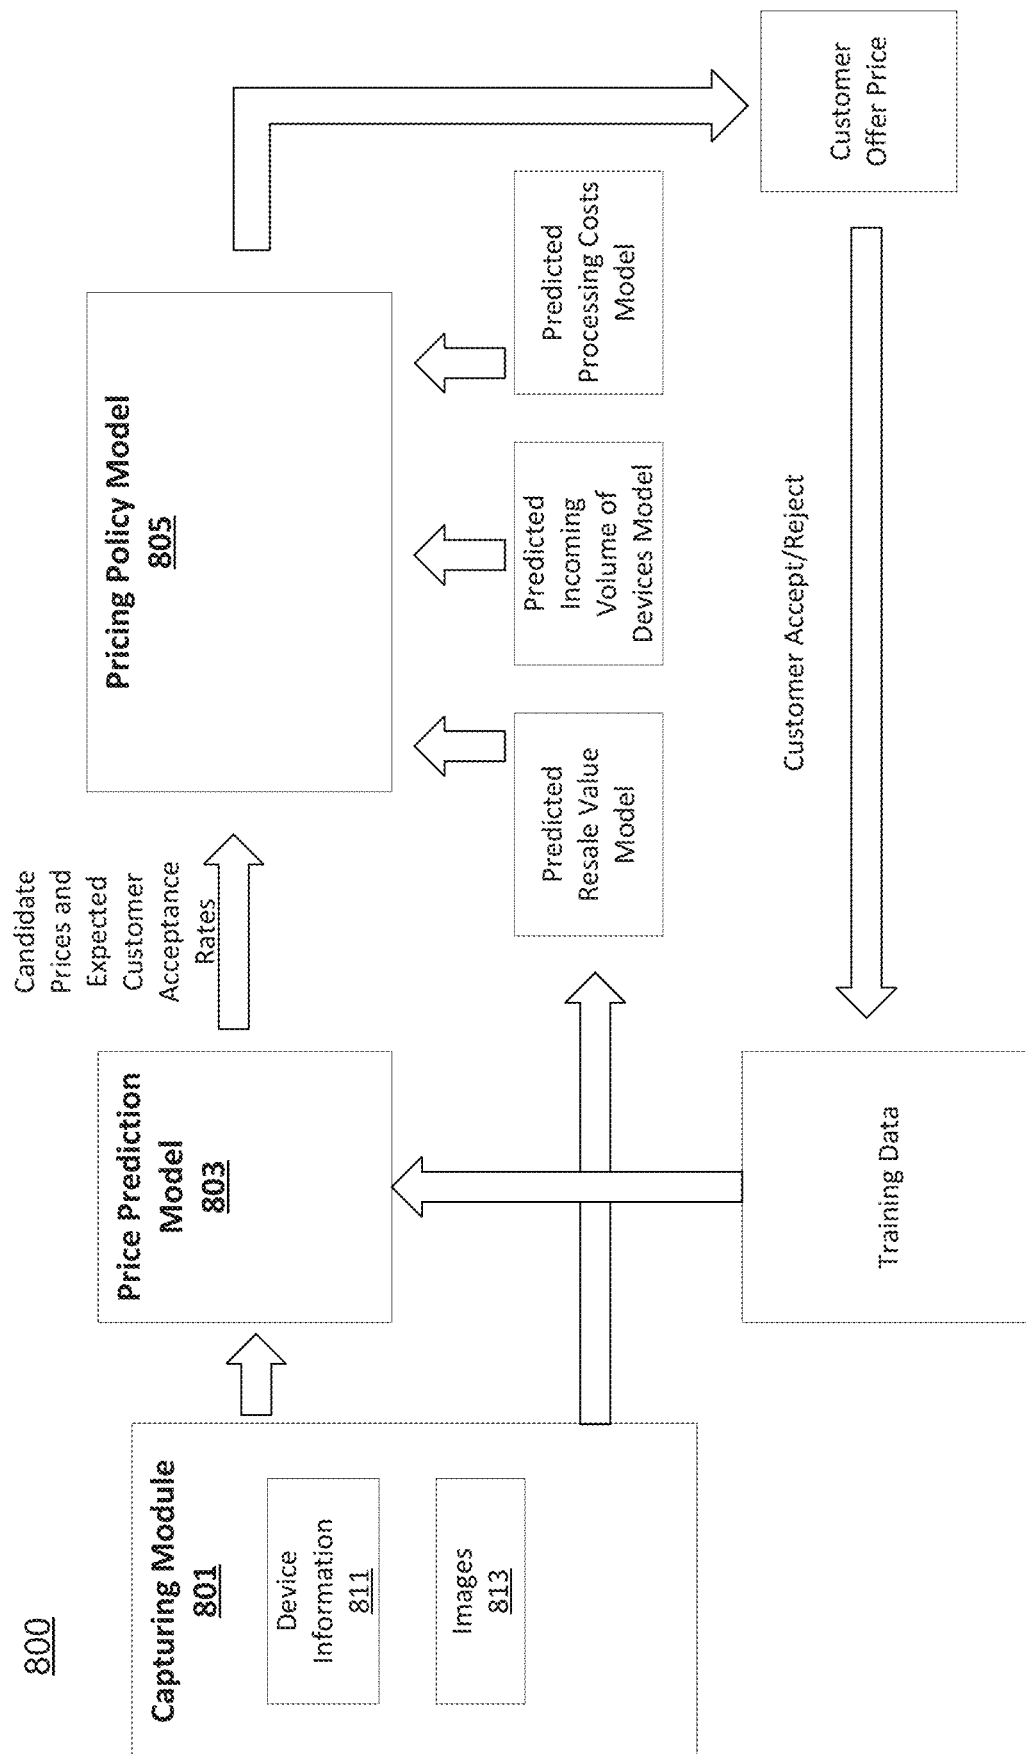 800
Capturing Module
801
Device
Information
811
Images
813
Price Prediction
Model
803
Candidate
Prices and
Expected
Customer
Acceptance
Rates
Pricing Policy Model
805
Predicted
Resale Value
Model
Predicted
Incoming
Volume of
Devices Model
Predicted
Processing Costs
Model
Training Data
Customer Accept/Reject
Customer
Offer Price